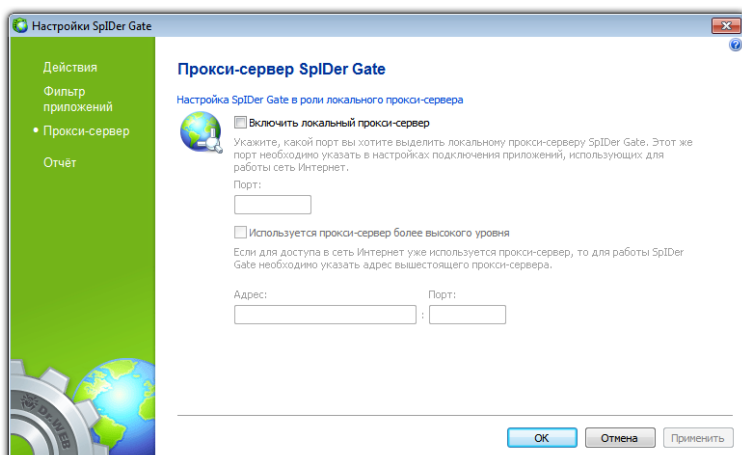 Настройки SpIDer Gate
Действия
Фильтр
приложений
Прокси-сервер
Отчёт
Прокси-сервер SpIDer Gate
Настройка SpIDer Gate в роли локального прокси-сервера
Включить локальный прокси-сервер
Укажите, какой порт вы хотите выделить локальному прокси-серверу SpIDer Gate. Этот же
порт необходимо указать в настройках подключения приложений, использующих для
работы сеть Интернет.
Порт:
Используется прокси-сервер более высокого уровня
Если для доступа в сеть Интернет уже используется прокси-сервер, то для работы SpIDer
Gate необходимо указать адрес вышестоящего прокси-сервера.
Адрес: Порт:
:
Dr.WEB
OK Отмена Применить